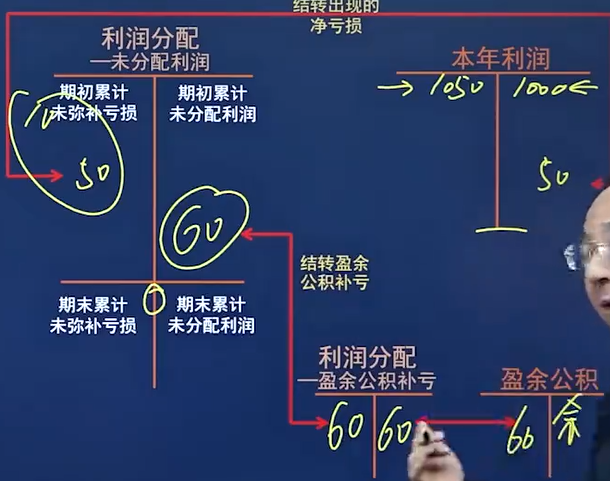 结转出现的
净亏损
利润分配
—未分配利润
本年利润
期初累计
未弥补亏损
期初累计
未分配利润
10
50
60
1050
1000
50
结转盈余
公积补亏
期末累计
未弥补亏损
0
期末累计
未分配利润
利润分配
—盈余公积补亏
盈余公积
60
60
60
余